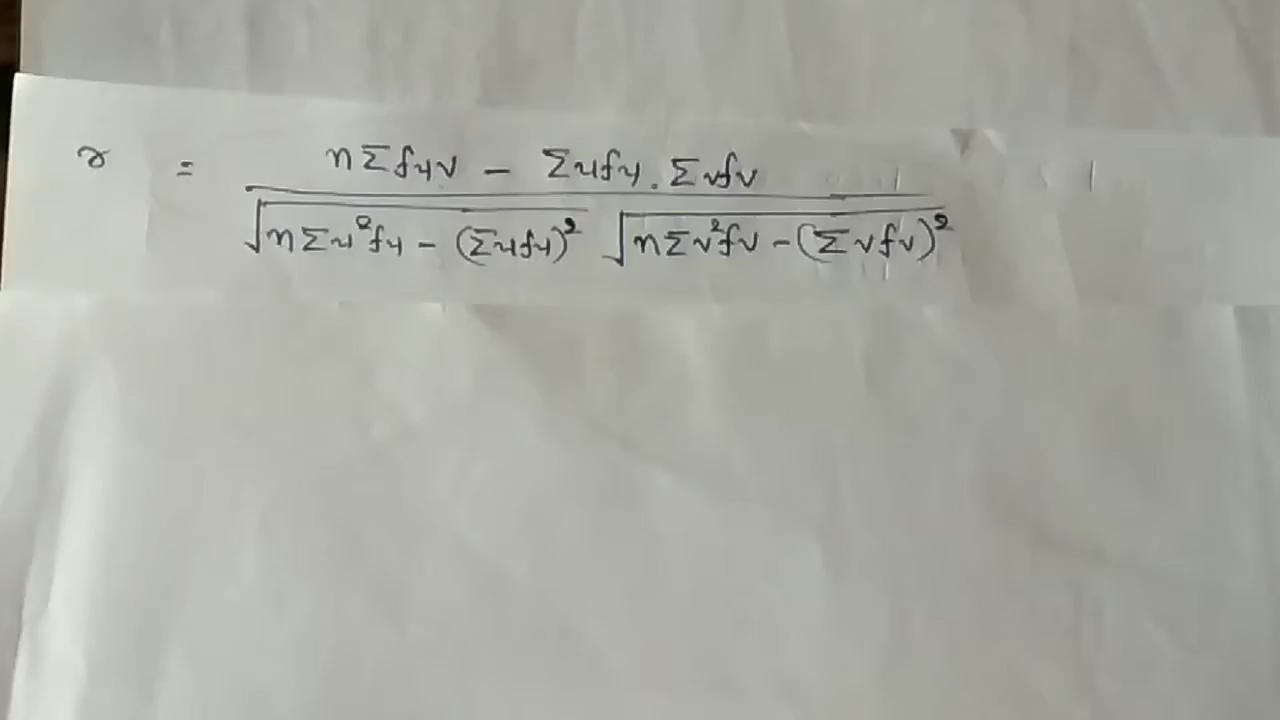 r = nΣfuv - Σufu . Σvfv
√nΣu²fu - (Σufu)² √nΣv²fv - (Σvfv)²